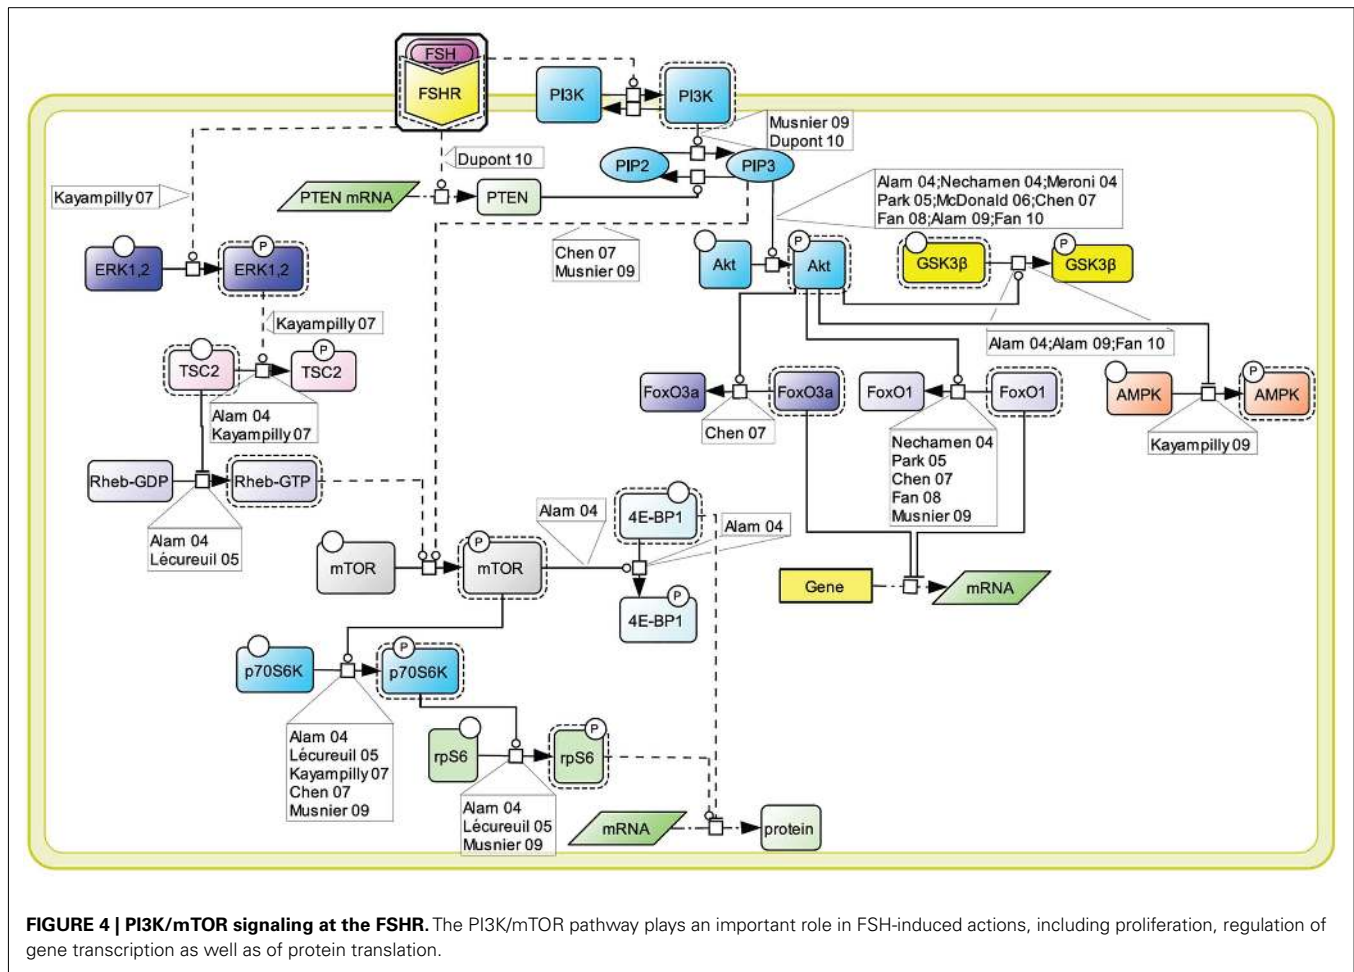 FSH
FSHR
PI3K
PI3K
Musnier 09
Dupont 10
Dupont 10
PIP2
PIP3
Kayampilly 07
PTEN mRNA
PTEN
Alam 04;Nechamen 04;Meroni 04
Park 05;McDonald 06;Chen 07
Fan 08;Alam 09;Fan 10
Chen 07
Musnier 09
ERK1,2
P
ERK1,2
Akt
P
Akt
GSK3β
P
GSK3β
Kayampilly 07
Alam 04;Alam 09;Fan 10
TSC2
P
TSC2
Alam 04
Kayampilly 07
FoxO3a
FoxO3a
FoxO1
FoxO1
AMPK
P
AMPK
Chen 07
Nechamen 04
Park 05
Chen 07
Fan 08
Musnier 09
Kayampilly 09
Rheb-GDP
Rheb-GTP
Alam 04
Lécureuil 05
Alam 04
4E-BP1
Alam 04
mTOR
P
mTOR
P
4E-BP1
Gene
mRNA
p70S6K
P
p70S6K
Alam 04
Lécureuil 05
Kayampilly 07
Chen 07
Musnier 09
rpS6
P
rpS6
Alam 04
Lécureuil 05
Musnier 09
mRNA
protein
FIGURE 4 | PI3K/mTOR signaling at the FSHR. The PI3K/mTOR pathway plays an important role in FSH-induced actions, including proliferation, regulation of
gene transcription as well as of protein translation.